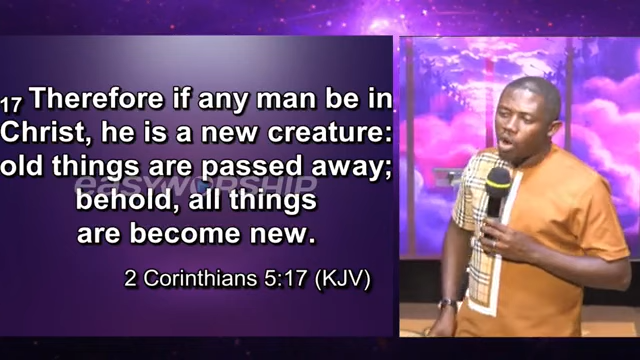 17 Therefore if any man be in
Christ, he is a new creature:
old things are passed away;
easyworship
behold, all things
are become new.
2 Corinthians 5:17 (KJV)